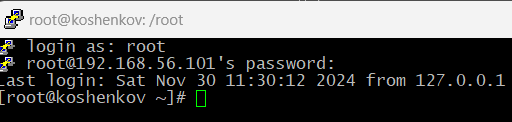 root@koshenkov: /root
login as: root
root@192.168.56.101's password:
Last login: Sat Nov 30 11:30:12 2024 from 127.0.0.1
[root@koshenkov ~]#